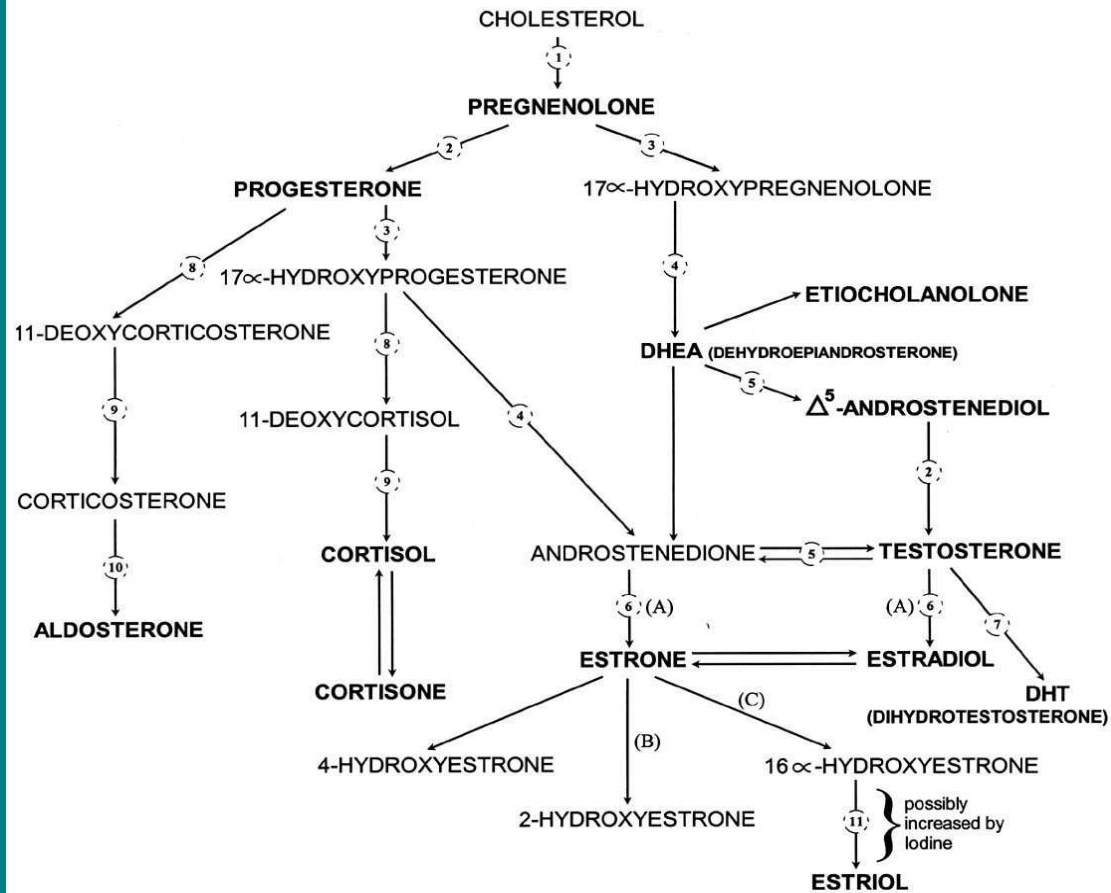 CHOLESTEROL
1
PREGNENOLONE
2
3
PROGESTERONE
17∝-HYDROXYPREGNENOLONE
3
8
4
17∝-HYDROXYPROGESTERONE
ETIOCHOLANOLONE
11-DEOXYCORTICOSTERONE
8
DHEA (DEHYDROEPIANDROSTERONE)
5
9
11-DEOXYCORTISOL
4
Δ5-ANDROSTENEDIOL
9
2
CORTICOSTERONE
CORTISOL
ANDROSTENEDIONE
5
TESTOSTERONE
10
6 (A)
(A) 6
7
ALDOSTERONE
ESTRONE
ESTRADIOL
CORTISONE
(C)
DHT
(DIHYDROTESTOSTERONE)
(B)
4-HYDROXYESTRONE
16∝-HYDROXYESTRONE
2-HYDROXYESTRONE
11
possibly
increased by
Iodine
ESTRIOL